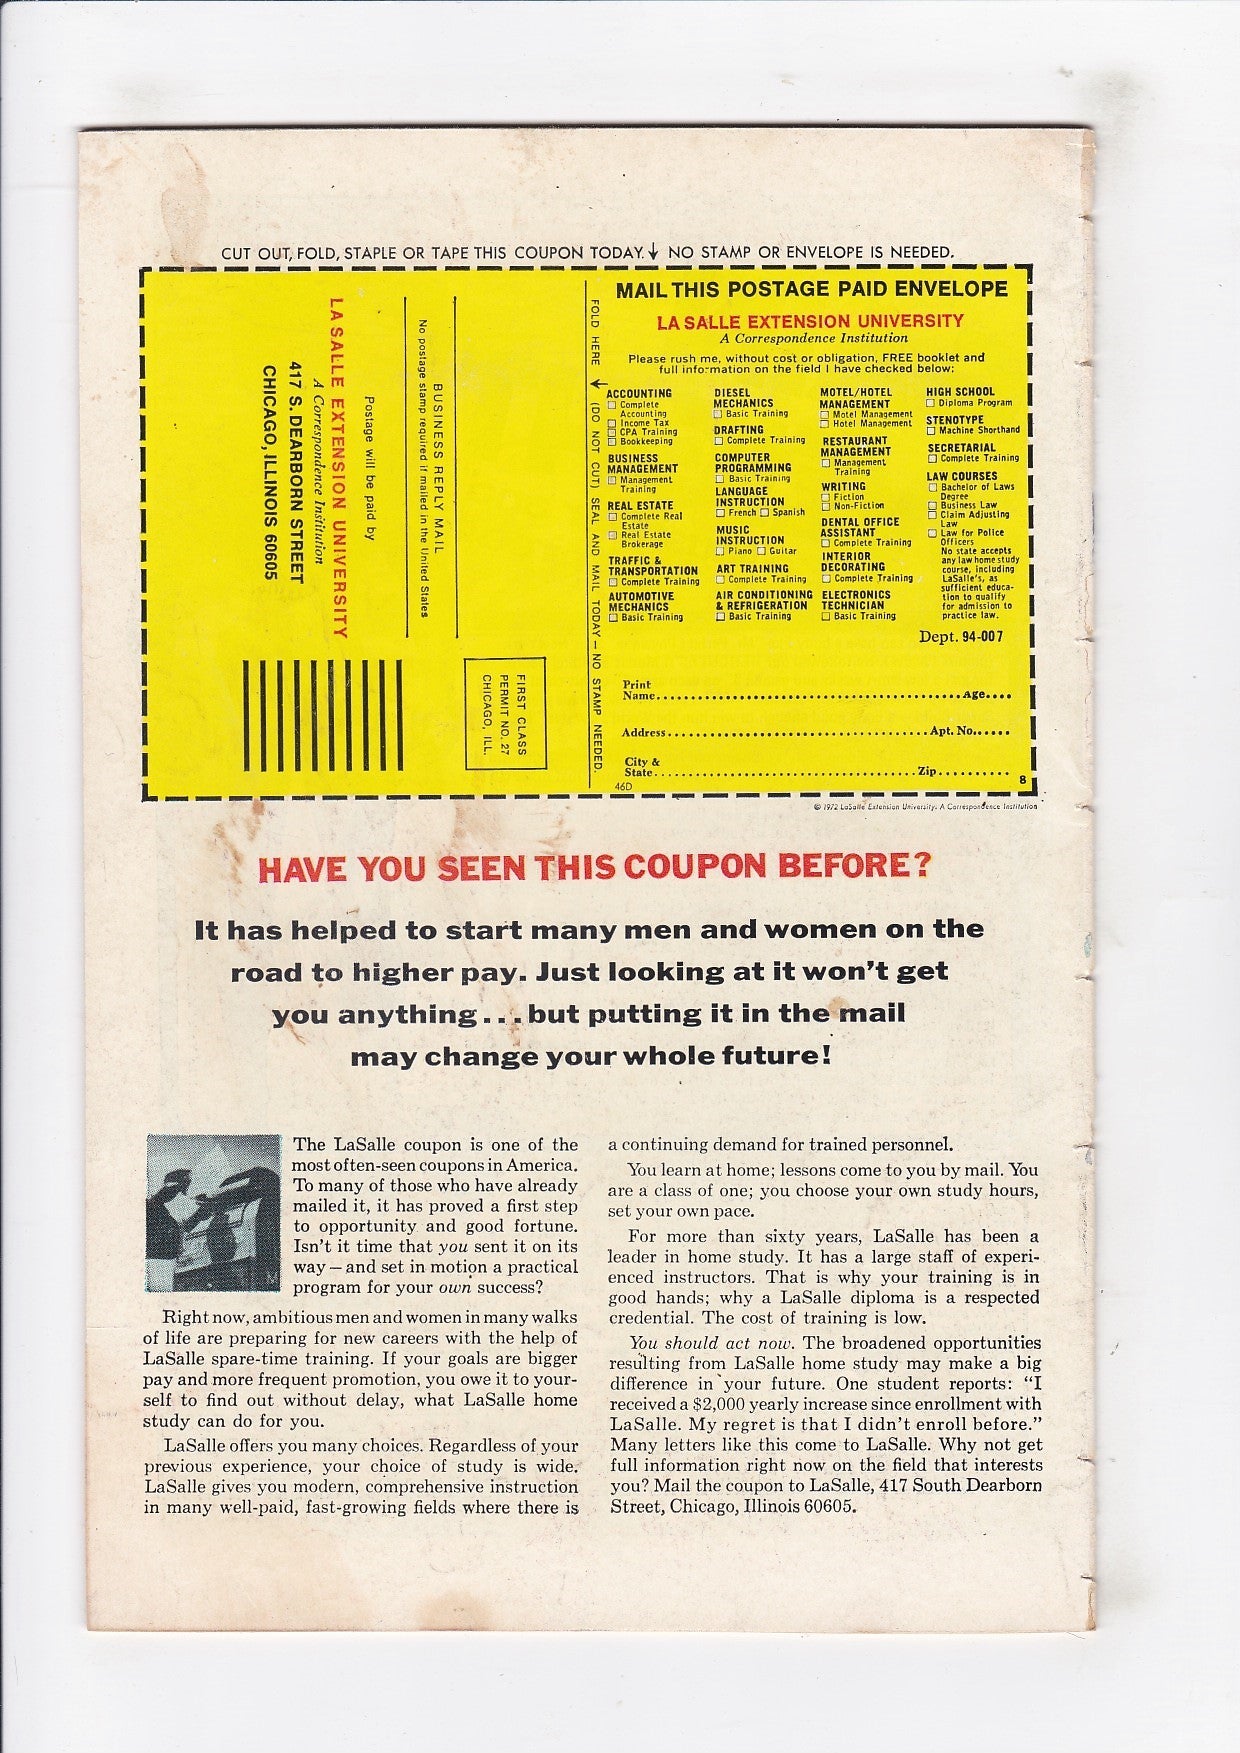 CUT OUT, FOLD, STAPLE OR TAPE THIS COUPON TODAY. ↓ NO STAMP OR ENVELOPE IS NEEDED.
BUSINESS REPLY MAIL
No postage stamp required if mailed in the United States
Postage will be paid by
LA SALLE EXTENSION UNIVERSITY
A Correspondence Institution
417 S. DEARBORN STREET
CHICAGO, ILLINOIS 60605
FIRST CLASS
PERMIT NO. 27
CHICAGO, ILL.
FOLD HERE ← (DO NOT CUT) SEAL AND MAIL TODAY — NO STAMP NEEDED.
MAIL THIS POSTAGE PAID ENVELOPE
LA SALLE EXTENSION UNIVERSITY
A Correspondence Institution
Please rush me, without cost or obligation, FREE booklet and
full information on the field I have checked below:
ACCOUNTING
☐ Complete
Accounting
☐ Income Tax
☐ CPA Training
☐ Bookkeeping
BUSINESS
MANAGEMENT
☐ Management
Training
REAL ESTATE
☐ Complete Real
Estate
☐ Real Estate
Brokerage
TRAFFIC &
TRANSPORTATION
☐ Complete Training
AUTOMOTIVE
MECHANICS
☐ Basic Training
DIESEL
MECHANICS
☐ Basic Training
DRAFTING
☐ Complete Training
COMPUTER
PROGRAMMING
☐ Basic Training
LANGUAGE
INSTRUCTION
☐ French ☐ Spanish
MUSIC
INSTRUCTION
☐ Piano ☐ Guitar
ART TRAINING
☐ Complete Training
AIR CONDITIONING
& REFRIGERATION
☐ Basic Training
MOTEL/HOTEL
MANAGEMENT
☐ Motel Management
☐ Hotel Management
RESTAURANT
MANAGEMENT
☐ Management
Training
WRITING
☐ Fiction
☐ Non-Fiction
DENTAL OFFICE
ASSISTANT
☐ Complete Training
INTERIOR
DECORATING
☐ Complete Training
ELECTRONICS
TECHNICIAN
☐ Basic Training
HIGH SCHOOL
☐ Diploma Program
STENOTYPE
☐ Machine Shorthand
SECRETARIAL
☐ Complete Training
LAW COURSES
☐ Bachelor of Laws
Degree
☐ Business Law
☐ Claim Adjusting
Law
☐ Law for Police
Officers
No state accepts
any law home study
course, including
LaSalle's, as
sufficient educa-
tion to qualify
for admission to
practice law.
Dept. 94-007
Print
Name........Age....
Address........Apt. No......
City &
State........Zip........
46D
8
© 1972 LaSalle Extension University. A Correspondence Institution
HAVE YOU SEEN THIS COUPON BEFORE?
It has helped to start many men and women on the
road to higher pay. Just looking at it won't get
you anything...but putting it in the mail
may change your whole future!
The LaSalle coupon is one of the
most often-seen coupons in America.
To many of those who have already
mailed it, it has proved a first step
to opportunity and good fortune.
Isn't it time that you sent it on its
way — and set in motion a practical
program for your own success?
Right now, ambitious men and women in many walks
of life are preparing for new careers with the help of
LaSalle spare-time training. If your goals are bigger
pay and more frequent promotion, you owe it to your-
self to find out without delay, what LaSalle home
study can do for you.
LaSalle offers you many choices. Regardless of your
previous experience, your choice of study is wide.
LaSalle gives you modern, comprehensive instruction
in many well-paid, fast-growing fields where there is
a continuing demand for trained personnel.
You learn at home; lessons come to you by mail. You
are a class of one; you choose your own study hours,
set your own pace.
For more than sixty years, LaSalle has been a
leader in home study. It has a large staff of experi-
enced instructors. That is why your training is in
good hands; why a LaSalle diploma is a respected
credential. The cost of training is low.
You should act now. The broadened opportunities
resulting from LaSalle home study may make a big
difference in your future. One student reports: "I
received a $2,000 yearly increase since enrollment with
LaSalle. My regret is that I didn't enroll before."
Many letters like this come to LaSalle. Why not get
full information right now on the field that interests
you? Mail the coupon to LaSalle, 417 South Dearborn
Street, Chicago, Illinois 60605.